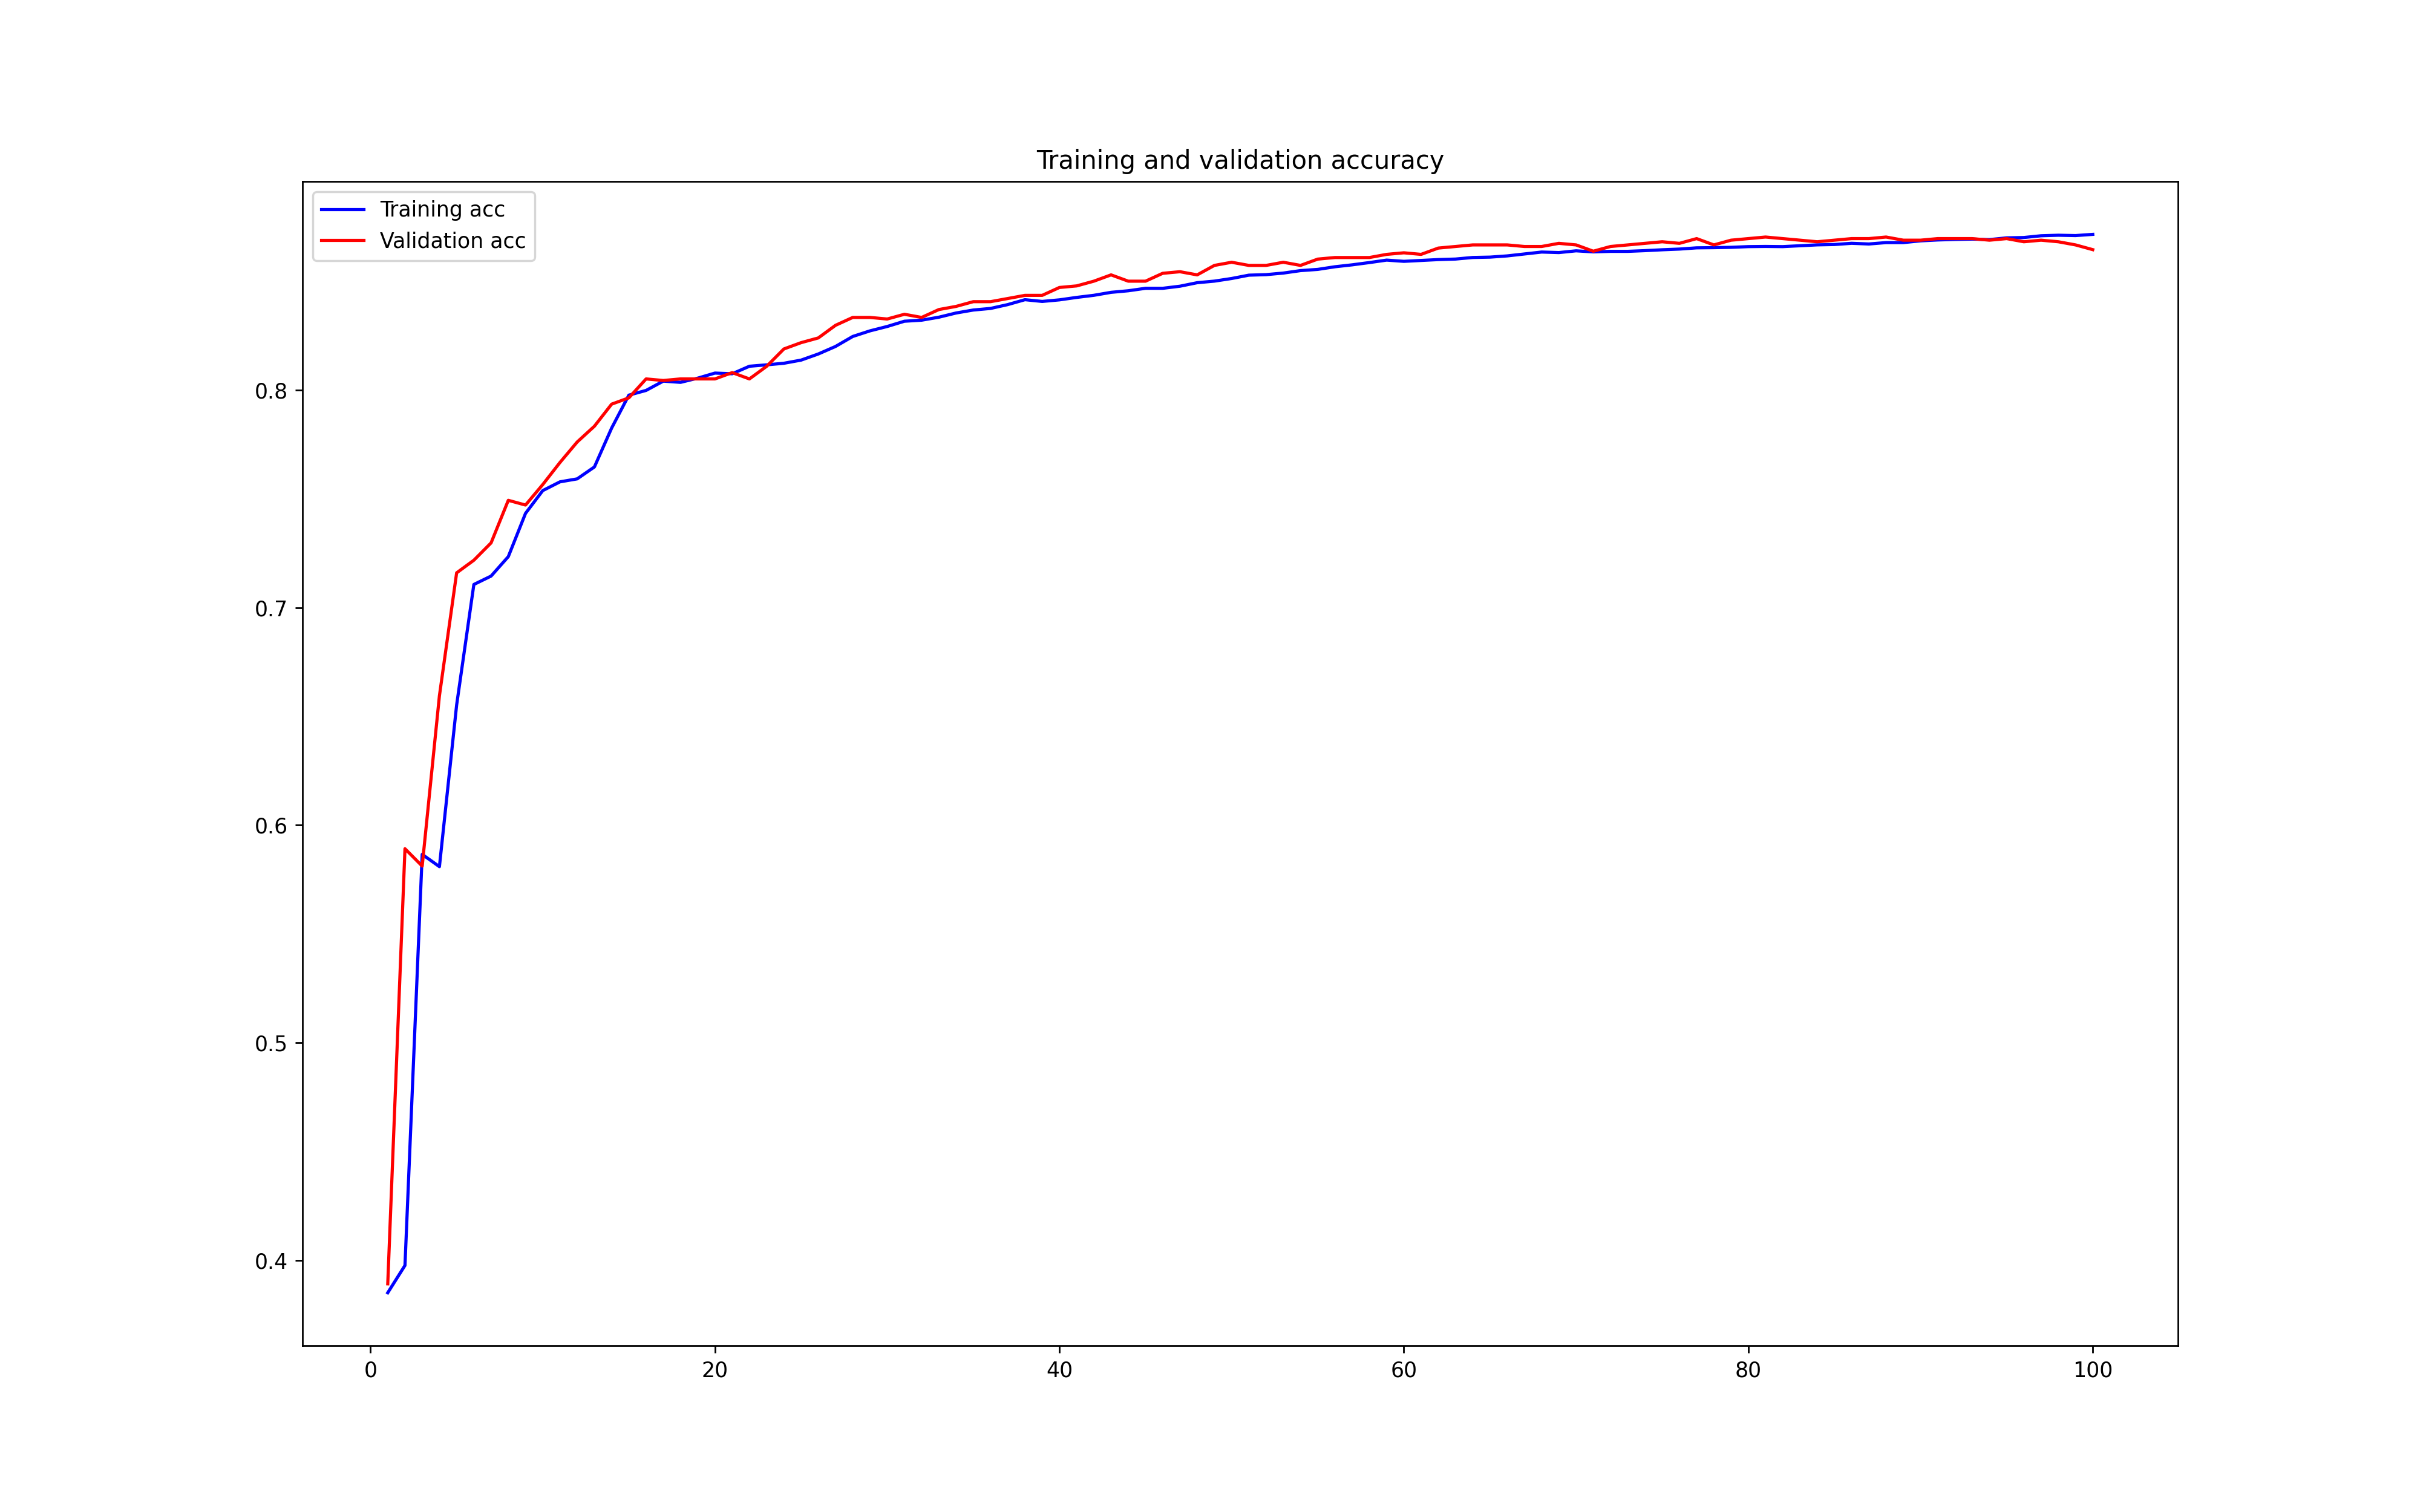 Training and validation accuracy
Training acc
Validation acc
0.8
0.7
0.6
0.5
0.4
0 20 40 60 80 100